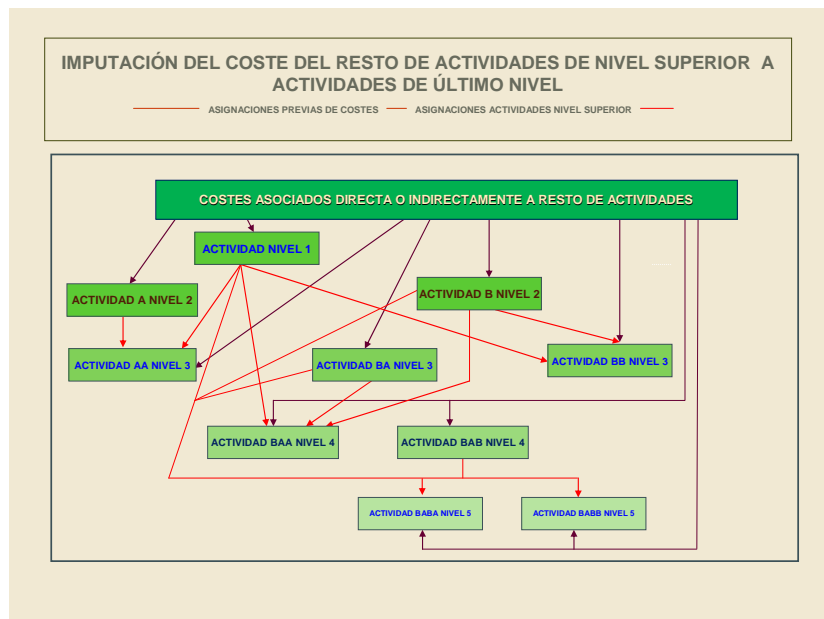 IMPUTACIÓN DEL COSTE DEL RESTO DE ACTIVIDADES DE NIVEL SUPERIOR A
ACTIVIDADES DE ÚLTIMO NIVEL
ASIGNACIONES PREVIAS DE COSTES ASIGNACIONES ACTIVIDADES NIVEL SUPERIOR
COSTES ASOCIADOS DIRECTA O INDIRECTAMENTE A RESTO DE ACTIVIDADES
ACTIVIDAD NIVEL 1
ACTIVIDAD A NIVEL 2
ACTIVIDAD B NIVEL 2
ACTIVIDAD AA NIVEL 3
ACTIVIDAD BA NIVEL 3
ACTIVIDAD BB NIVEL 3
ACTIVIDAD BAA NIVEL 4
ACTIVIDAD BAB NIVEL 4
ACTIVIDAD BABA NIVEL 5
ACTIVIDAD BABB NIVEL 5